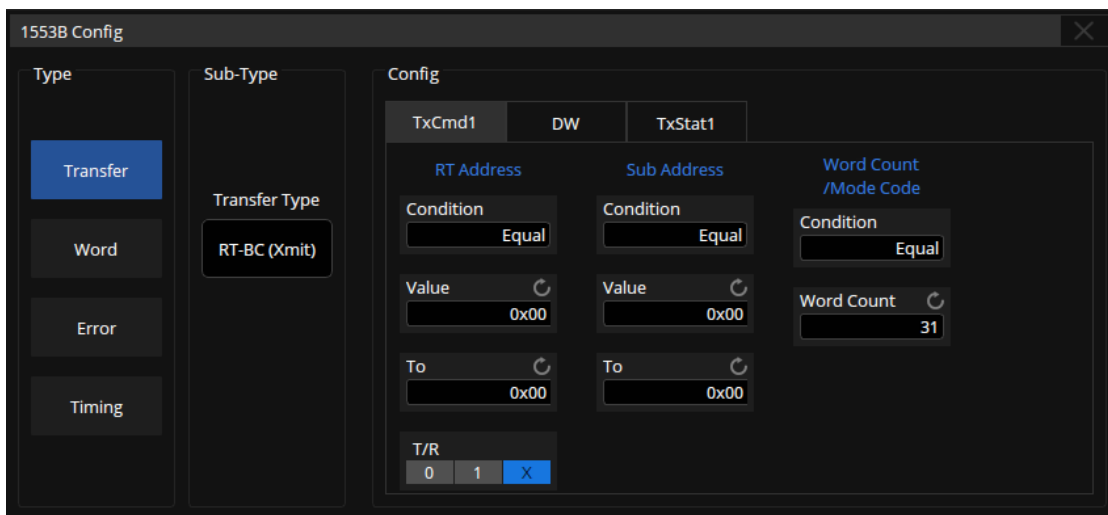 1553B Config
Type
Transfer
Word
Error
Timing
Sub-Type
Transfer Type
RT-BC (Xmit)
Config
TxCmd1 DW TxStat1
RT Address
Condition
Equal
Value
0x00
To
0x00
T/R
0 1 X
Sub Address
Condition
Equal
Value
0x00
To
0x00
Word Count
/Mode Code
Condition
Equal
Word Count
31